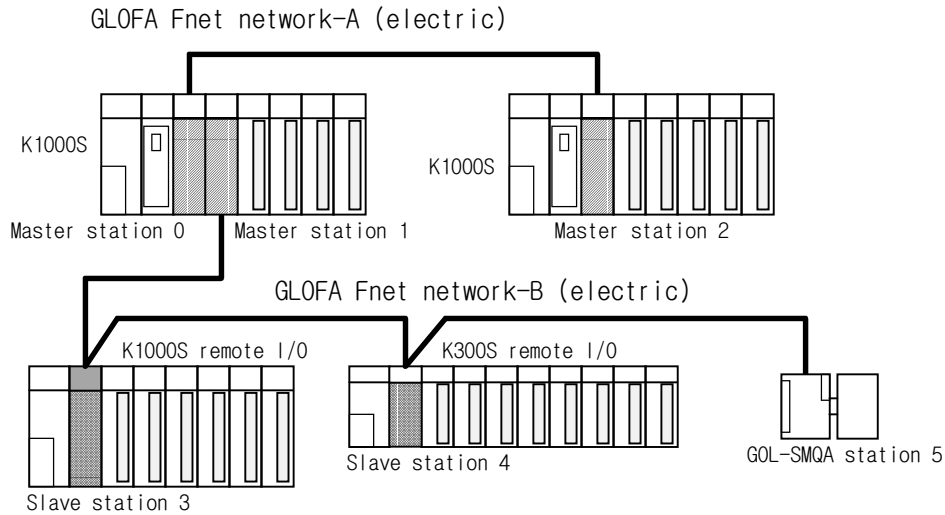 GLOFA Fnet network-A (electric)
K1000S
K1000S
Master station 0
Master station 1
Master station 2
GLOFA Fnet network-B (electric)
K1000S remote I/O
K300S remote I/O
Slave station 4
GOL-SMQA station 5
Slave station 3